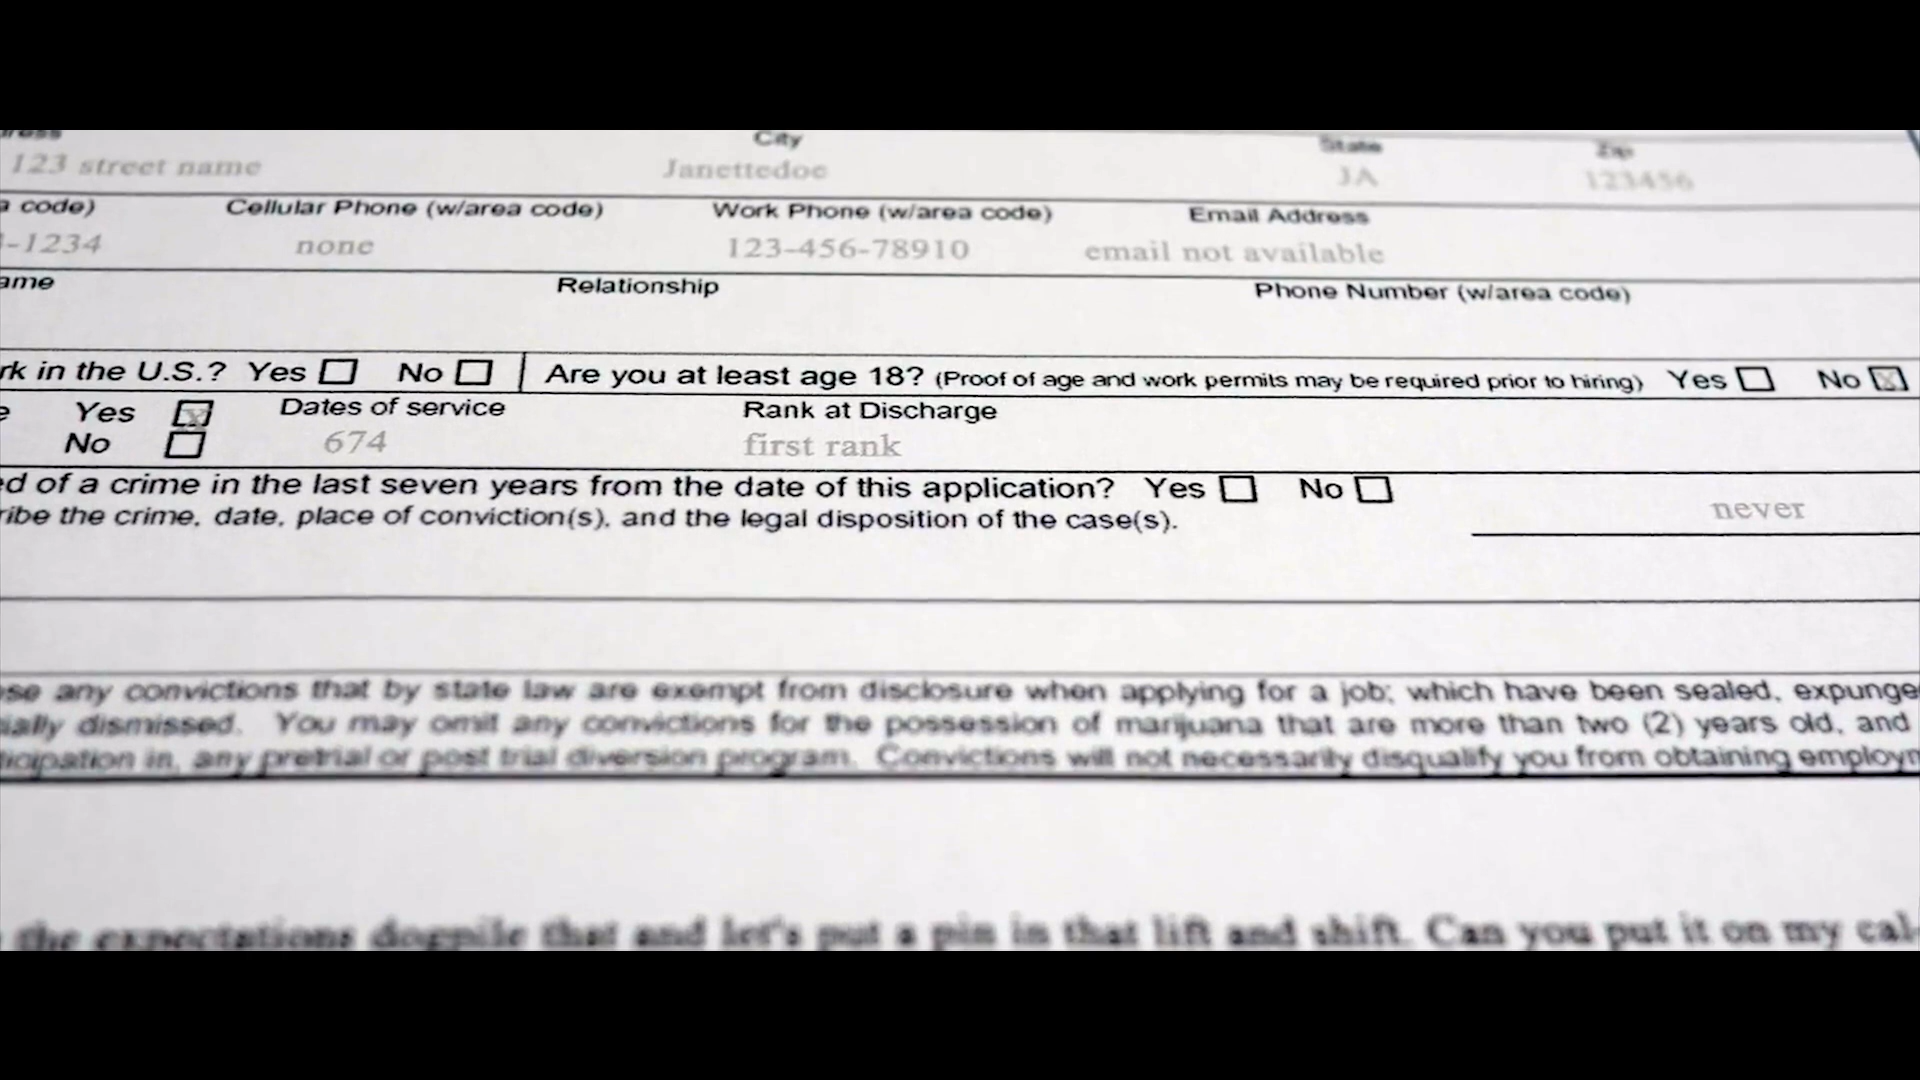 ress City State Zip
123 street name Janettedoe JA 123456
a code) Cellular Phone (w/area code) Work Phone (w/area code) Email Address
-1234 none 123-456-78910 email not available
ame Relationship Phone Number (w/area code)
rk in the U.S.? Yes No Are you at least age 18? (Proof of age and work permits may be required prior to hiring) Yes No x
e Yes x Dates of service Rank at Discharge
No 674 first rank
ed of a crime in the last seven years from the date of this application? Yes No never
ribe the crime, date, place of conviction(s), and the legal disposition of the case(s).
se any convictions that by state law are exempt from disclosure when applying for a job; which have been sealed, expunge
ially dismissed. You may omit any convictions for the possession of marijuana that are more than two (2) years old, and
ticipation in, any pretrial or post trial diversion program. Convictions will not necessarily disqualify you from obtaining employm
the expectations dogpile that and let's put a pin in that lift and shift. Can you put it on my cal-